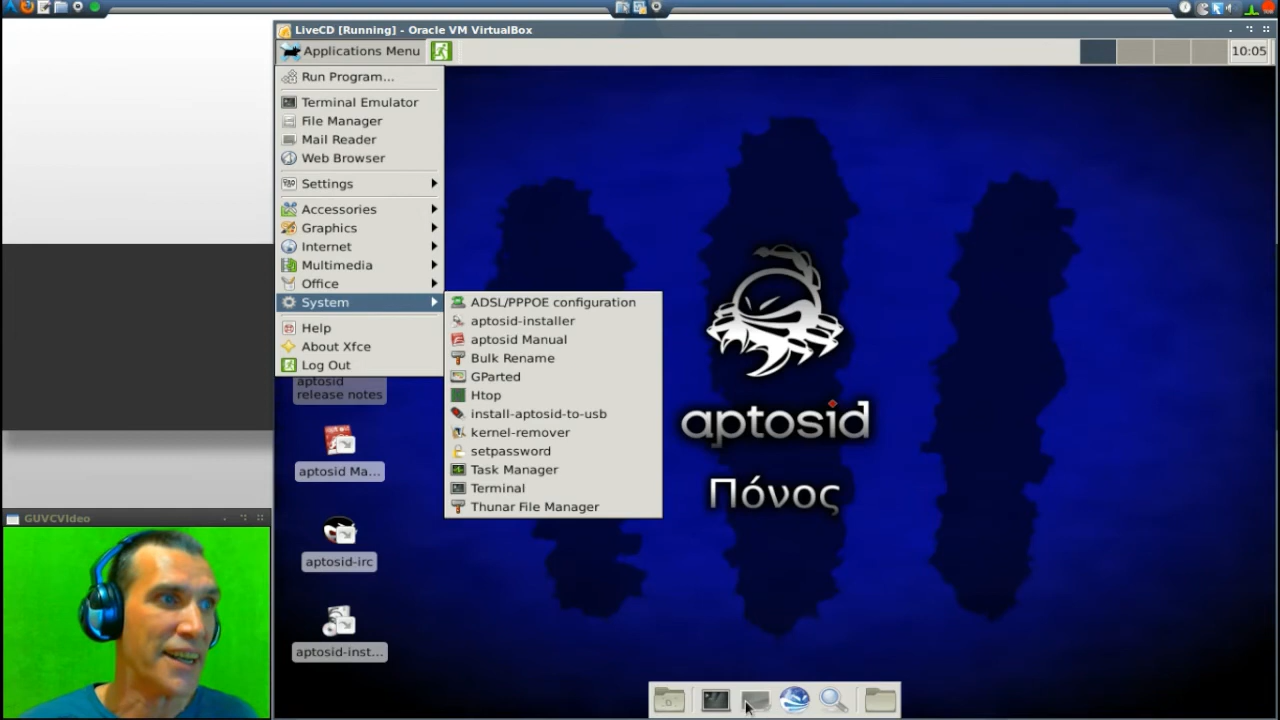 LiveCD [Running] - Oracle VM VirtualBox
Applications Menu
10:05
Run Program...
Terminal Emulator
File Manager
Mail Reader
Web Browser
Settings
Accessories
Graphics
Internet
Multimedia
Office
System
Help
About Xfce
Log Out
ADSL/PPPOE configuration
aptosid-installer
aptosid Manual
Bulk Rename
GParted
Htop
install-aptosid-to-usb
kernel-remover
setpassword
Task Manager
Terminal
Thunar File Manager
aptosid
release notes
aptosid Ma...
aptosid-irc
aptosid-inst...
aptosid
Πόνος
GUVCVideo